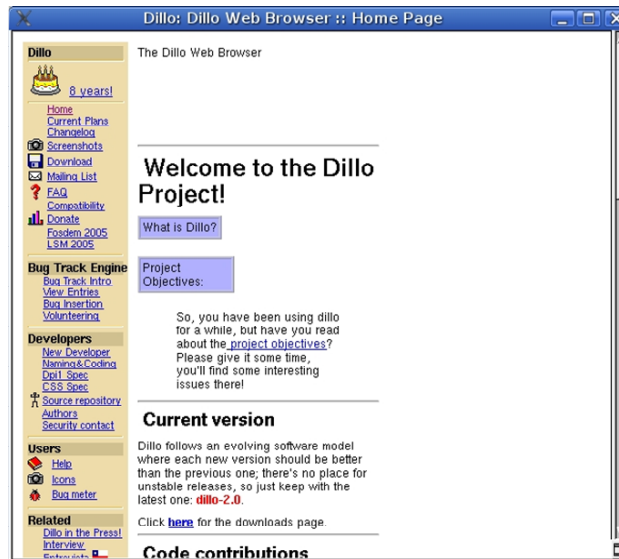 Dillo: Dillo Web Browser :: Home Page
Dillo
8 years!
Home
Current Plans
Changelog
Screenshots
Download
Mailing List
FAQ
Compatibility
Donate
Fosdem 2005
LSM 2005
Bug Track Engine
Bug Track Intro
View Entries
Bug Insertion
Volunteering
Developers
New Developer
Naming&Coding
Dpi1 Spec
CSS Spec
Source repository
Authors
Security contact
Users
Help
Icons
Bug meter
Related
Dillo in the Press!
Interview
Entrevista
The Dillo Web Browser
Welcome to the Dillo
Project!
What is Dillo?
Project
Objectives:
So, you have been using dillo
for a while, but have you read
about the project objectives?
Please give it some time,
you'll find some interesting
issues there!
Current version
Dillo follows an evolving software model
where each new version should be better
than the previous one; there's no place for
unstable releases, so just keep with the
latest one: dillo-2.0.
Click here for the downloads page.
Code contributions